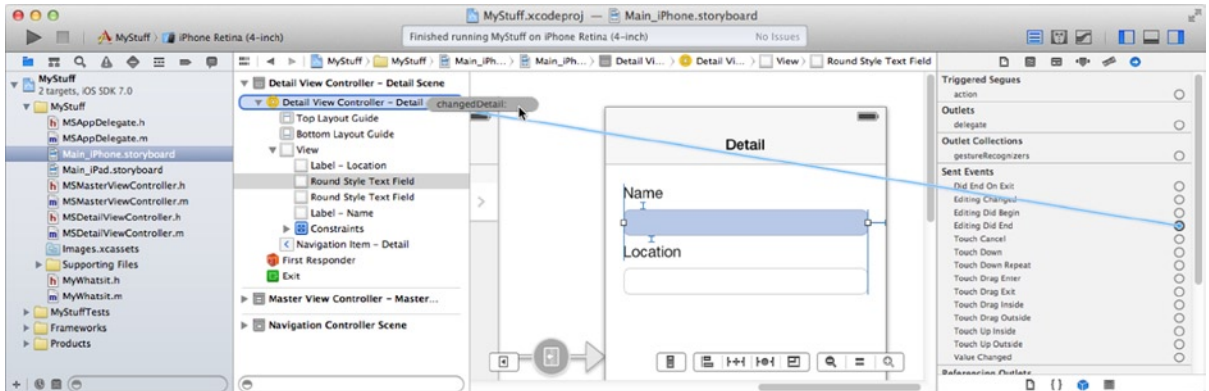 MyStuff.xcodeproj — Main_iPhone.storyboard
MyStuff iPhone Retina (4-inch)
Finished running MyStuff on iPhone Retina (4-inch) No Issues
MyStuff MyStuff Main_iPh... Main_iPh... Detail Vi... Detail Vi... View Round Style Text Field
MyStuff
2 targets, iOS SDK 7.0
MyStuff
MSAppDelegate.h
MSAppDelegate.m
Main_iPhone.storyboard
Main_iPad.storyboard
MSMasterViewController.h
MSMasterViewController.m
MSDetailViewController.h
MSDetailViewController.m
Images.xcassets
Supporting Files
MyWhatsit.h
MyWhatsit.m
MyStuffTests
Frameworks
Products
Detail View Controller – Detail Scene
Detail View Controller – Detail
changedDetail:
Top Layout Guide
Bottom Layout Guide
View
Label – Location
Round Style Text Field
Round Style Text Field
Label – Name
Constraints
Navigation Item – Detail
First Responder
Exit
Master View Controller – Master...
Navigation Controller Scene
Detail
Name
Location
Triggered Segues
action
Outlets
delegate
Outlet Collections
gestureRecognizers
Sent Events
Did End On Exit
Editing Changed
Editing Did Begin
Editing Did End
Touch Cancel
Touch Down
Touch Down Repeat
Touch Drag Enter
Touch Drag Exit
Touch Drag Inside
Touch Drag Outside
Touch Up Inside
Touch Up Outside
Value Changed
Referencing Outlets